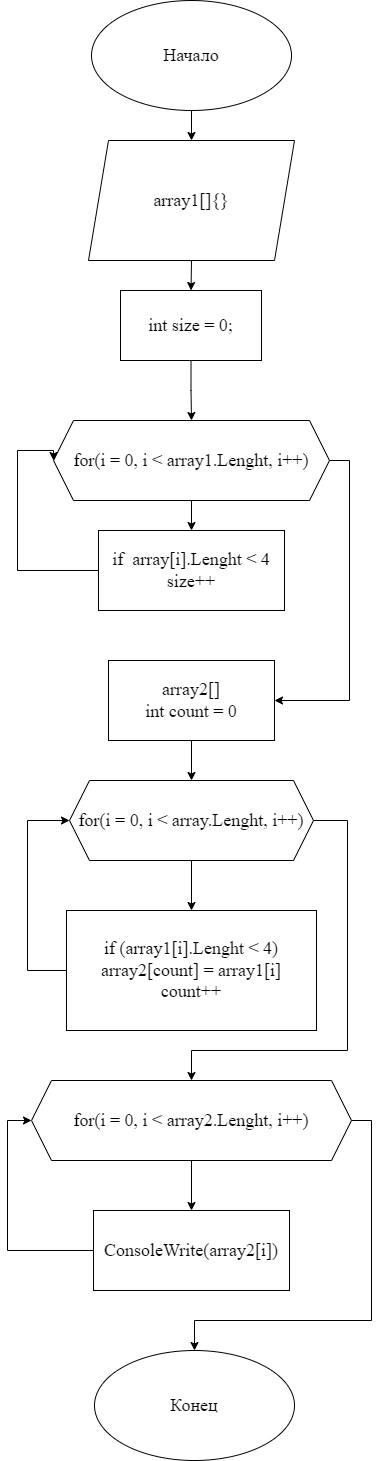 Начало
array1[]{}
int size = 0;
for(i = 0, i < array1.Lenght, i++)
if  array[i].Lenght < 4
size++
array2[]
int count = 0
for(i = 0, i < array.Lenght, i++)
if (array1[i].Lenght < 4)
array2[count] = array1[i]
count++
for(i = 0, i < array2.Lenght, i++)
ConsoleWrite(array2[i])
Конец